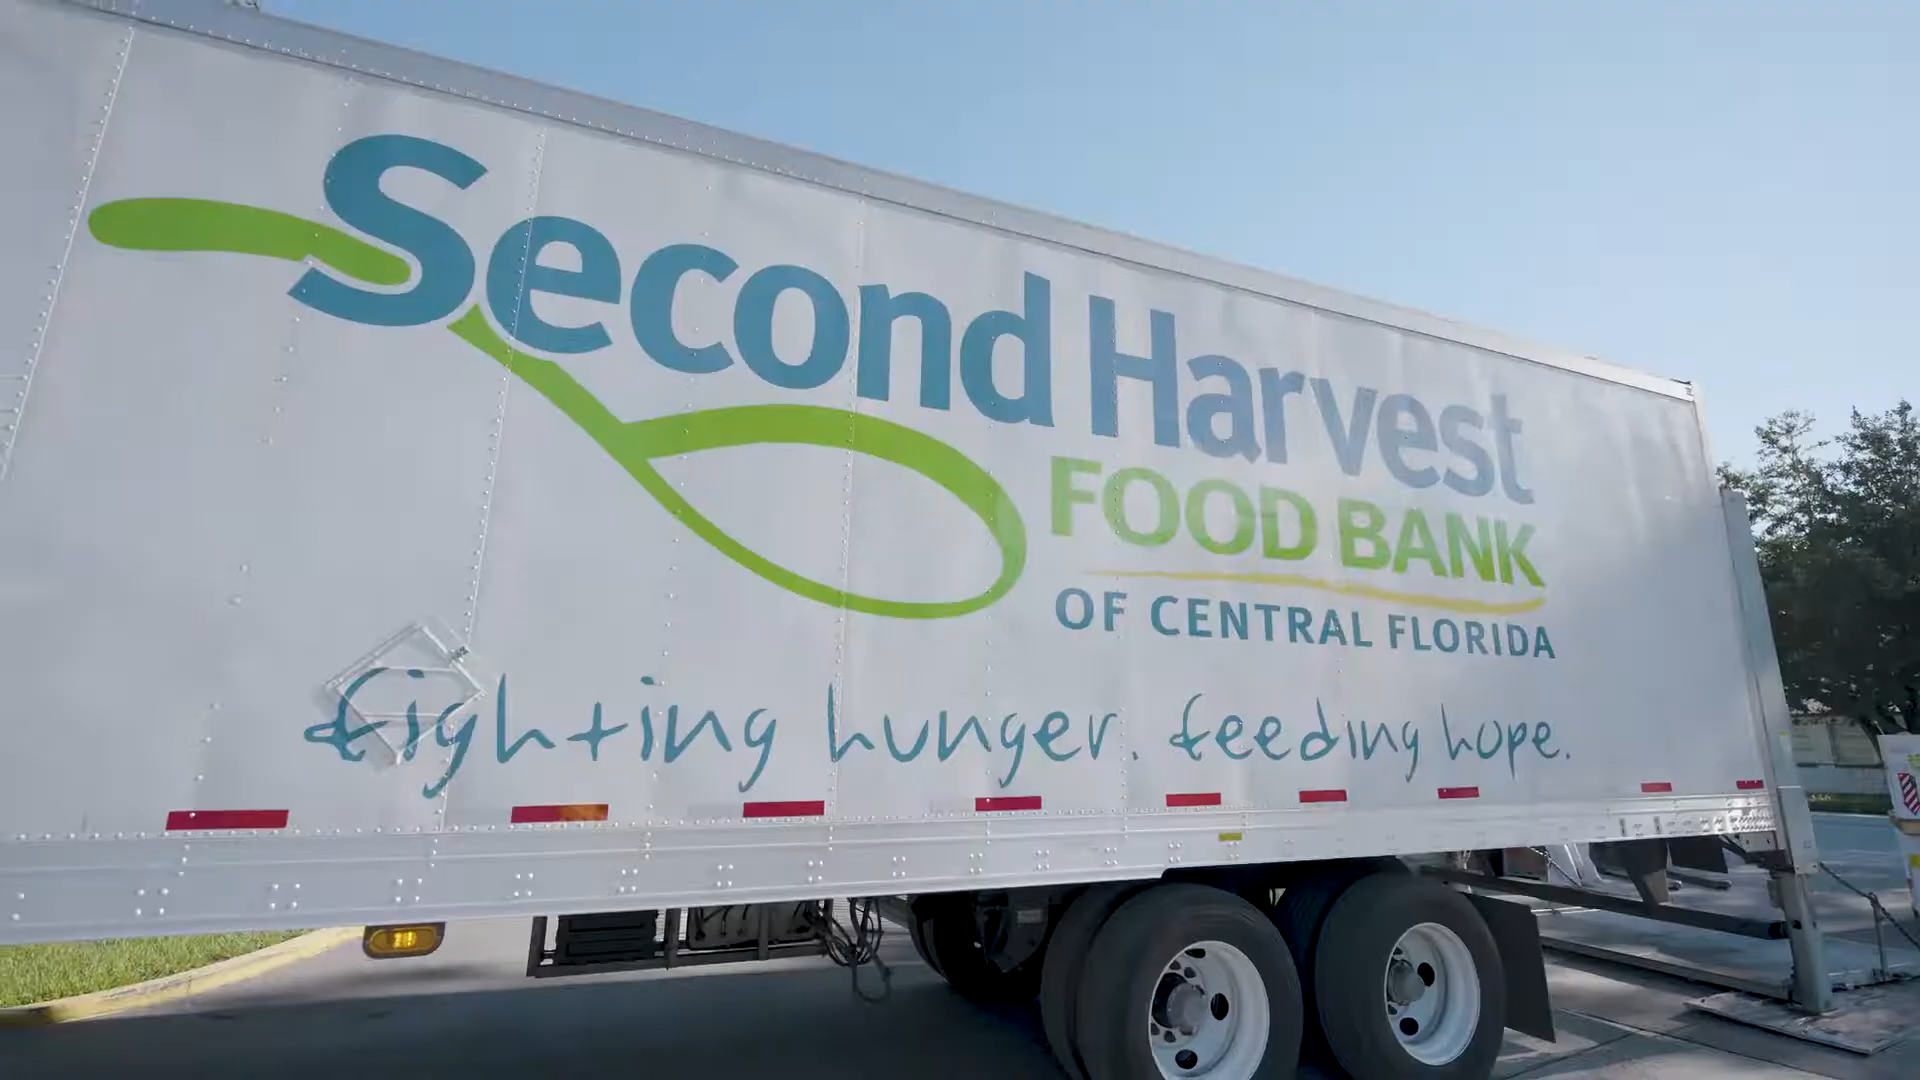 Second Harvest
FOOD BANK
OF CENTRAL FLORIDA
fighting hunger. feeding hope.